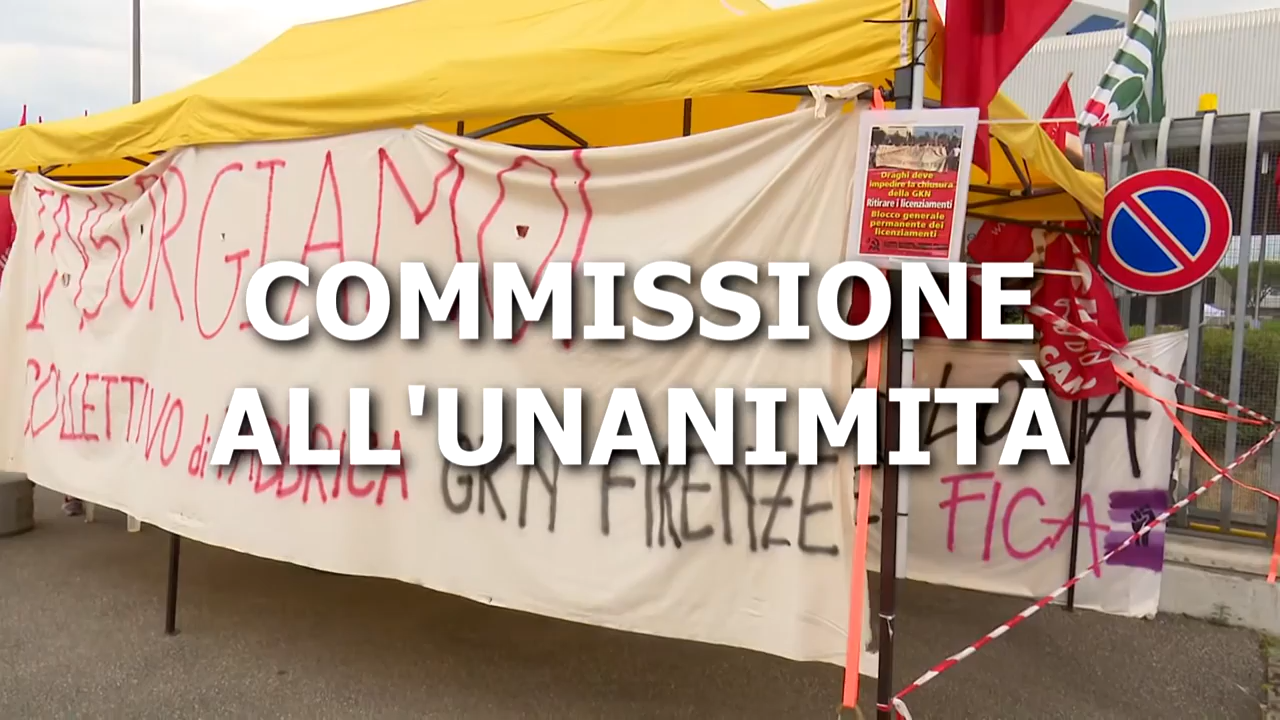 INSORGIAMO!
Draghi deve
impedire la chiusura
della GKN
Ritirare i licenziamenti
Blocco generale
permanente dei
licenziamenti
COMMISSIONE
ALL'UNANIMITÀ
COLLETTIVO di FABBRICA GKN FIRENZE
FICA